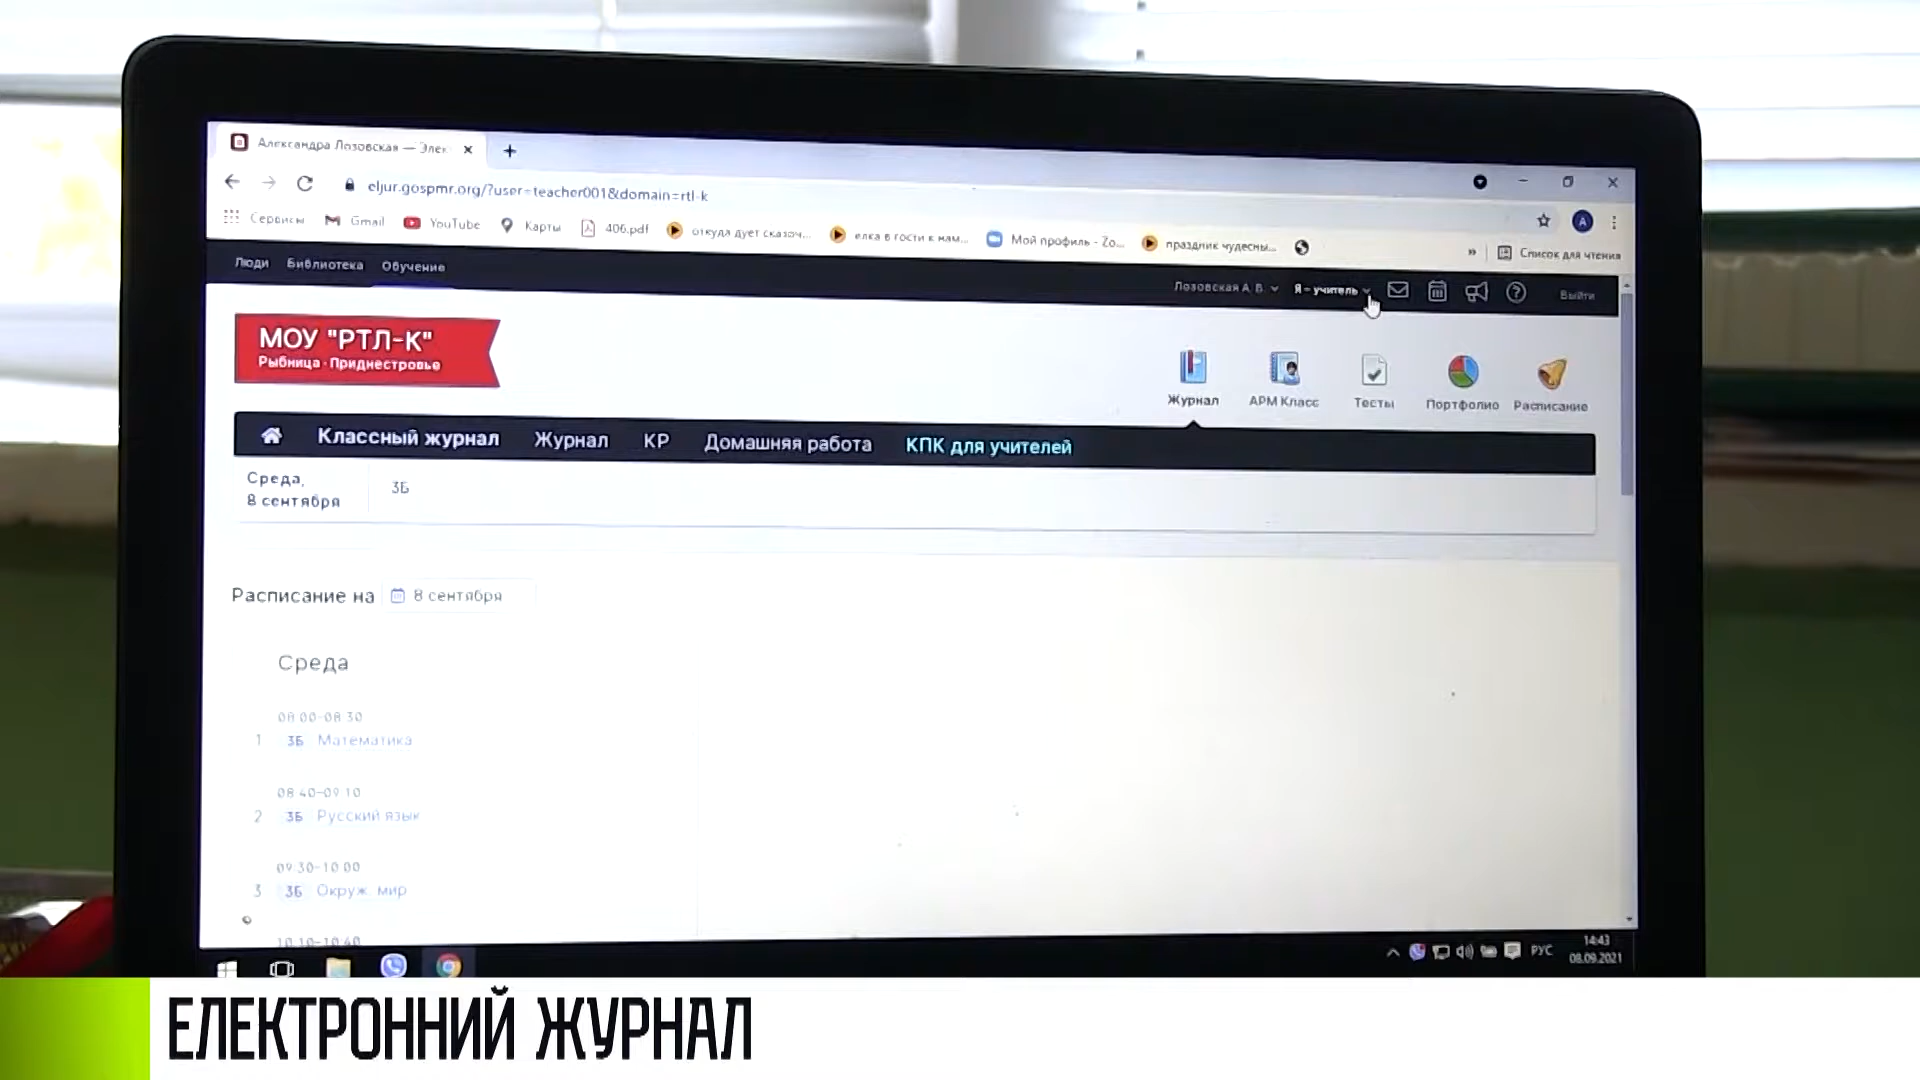 Александра Лозовская — Элек
eljur.gospmr.org/?user=teacher001&domain=rtl-k
Сервисы Gmail YouTube Карты 406.pdf откуда дует сказоч... елка в гости к нам... Мой профиль - Zo... праздник чудесны... » Список для чтения
Люди Библиотека Обучение Лозовская А. В. Я - учитель Выйти
МОУ "РТЛ-К"
Рыбница · Приднестровье
Журнал АРМ Класс Тесты Портфолио Расписание
Классный журнал Журнал КР Домашняя работа КПК для учителей
Среда,
8 сентября
3Б
Расписание на 8 сентября
Среда
08:00-08:30
1 3Б Математика
08:40-09:10
2 3Б Русский язык
09:30-10:00
3 3Б Окруж. мир
10:10-10:40
РУС 14:43
08.09.2021
ЕЛЕКТРОННИЙ ЖУРНАЛ